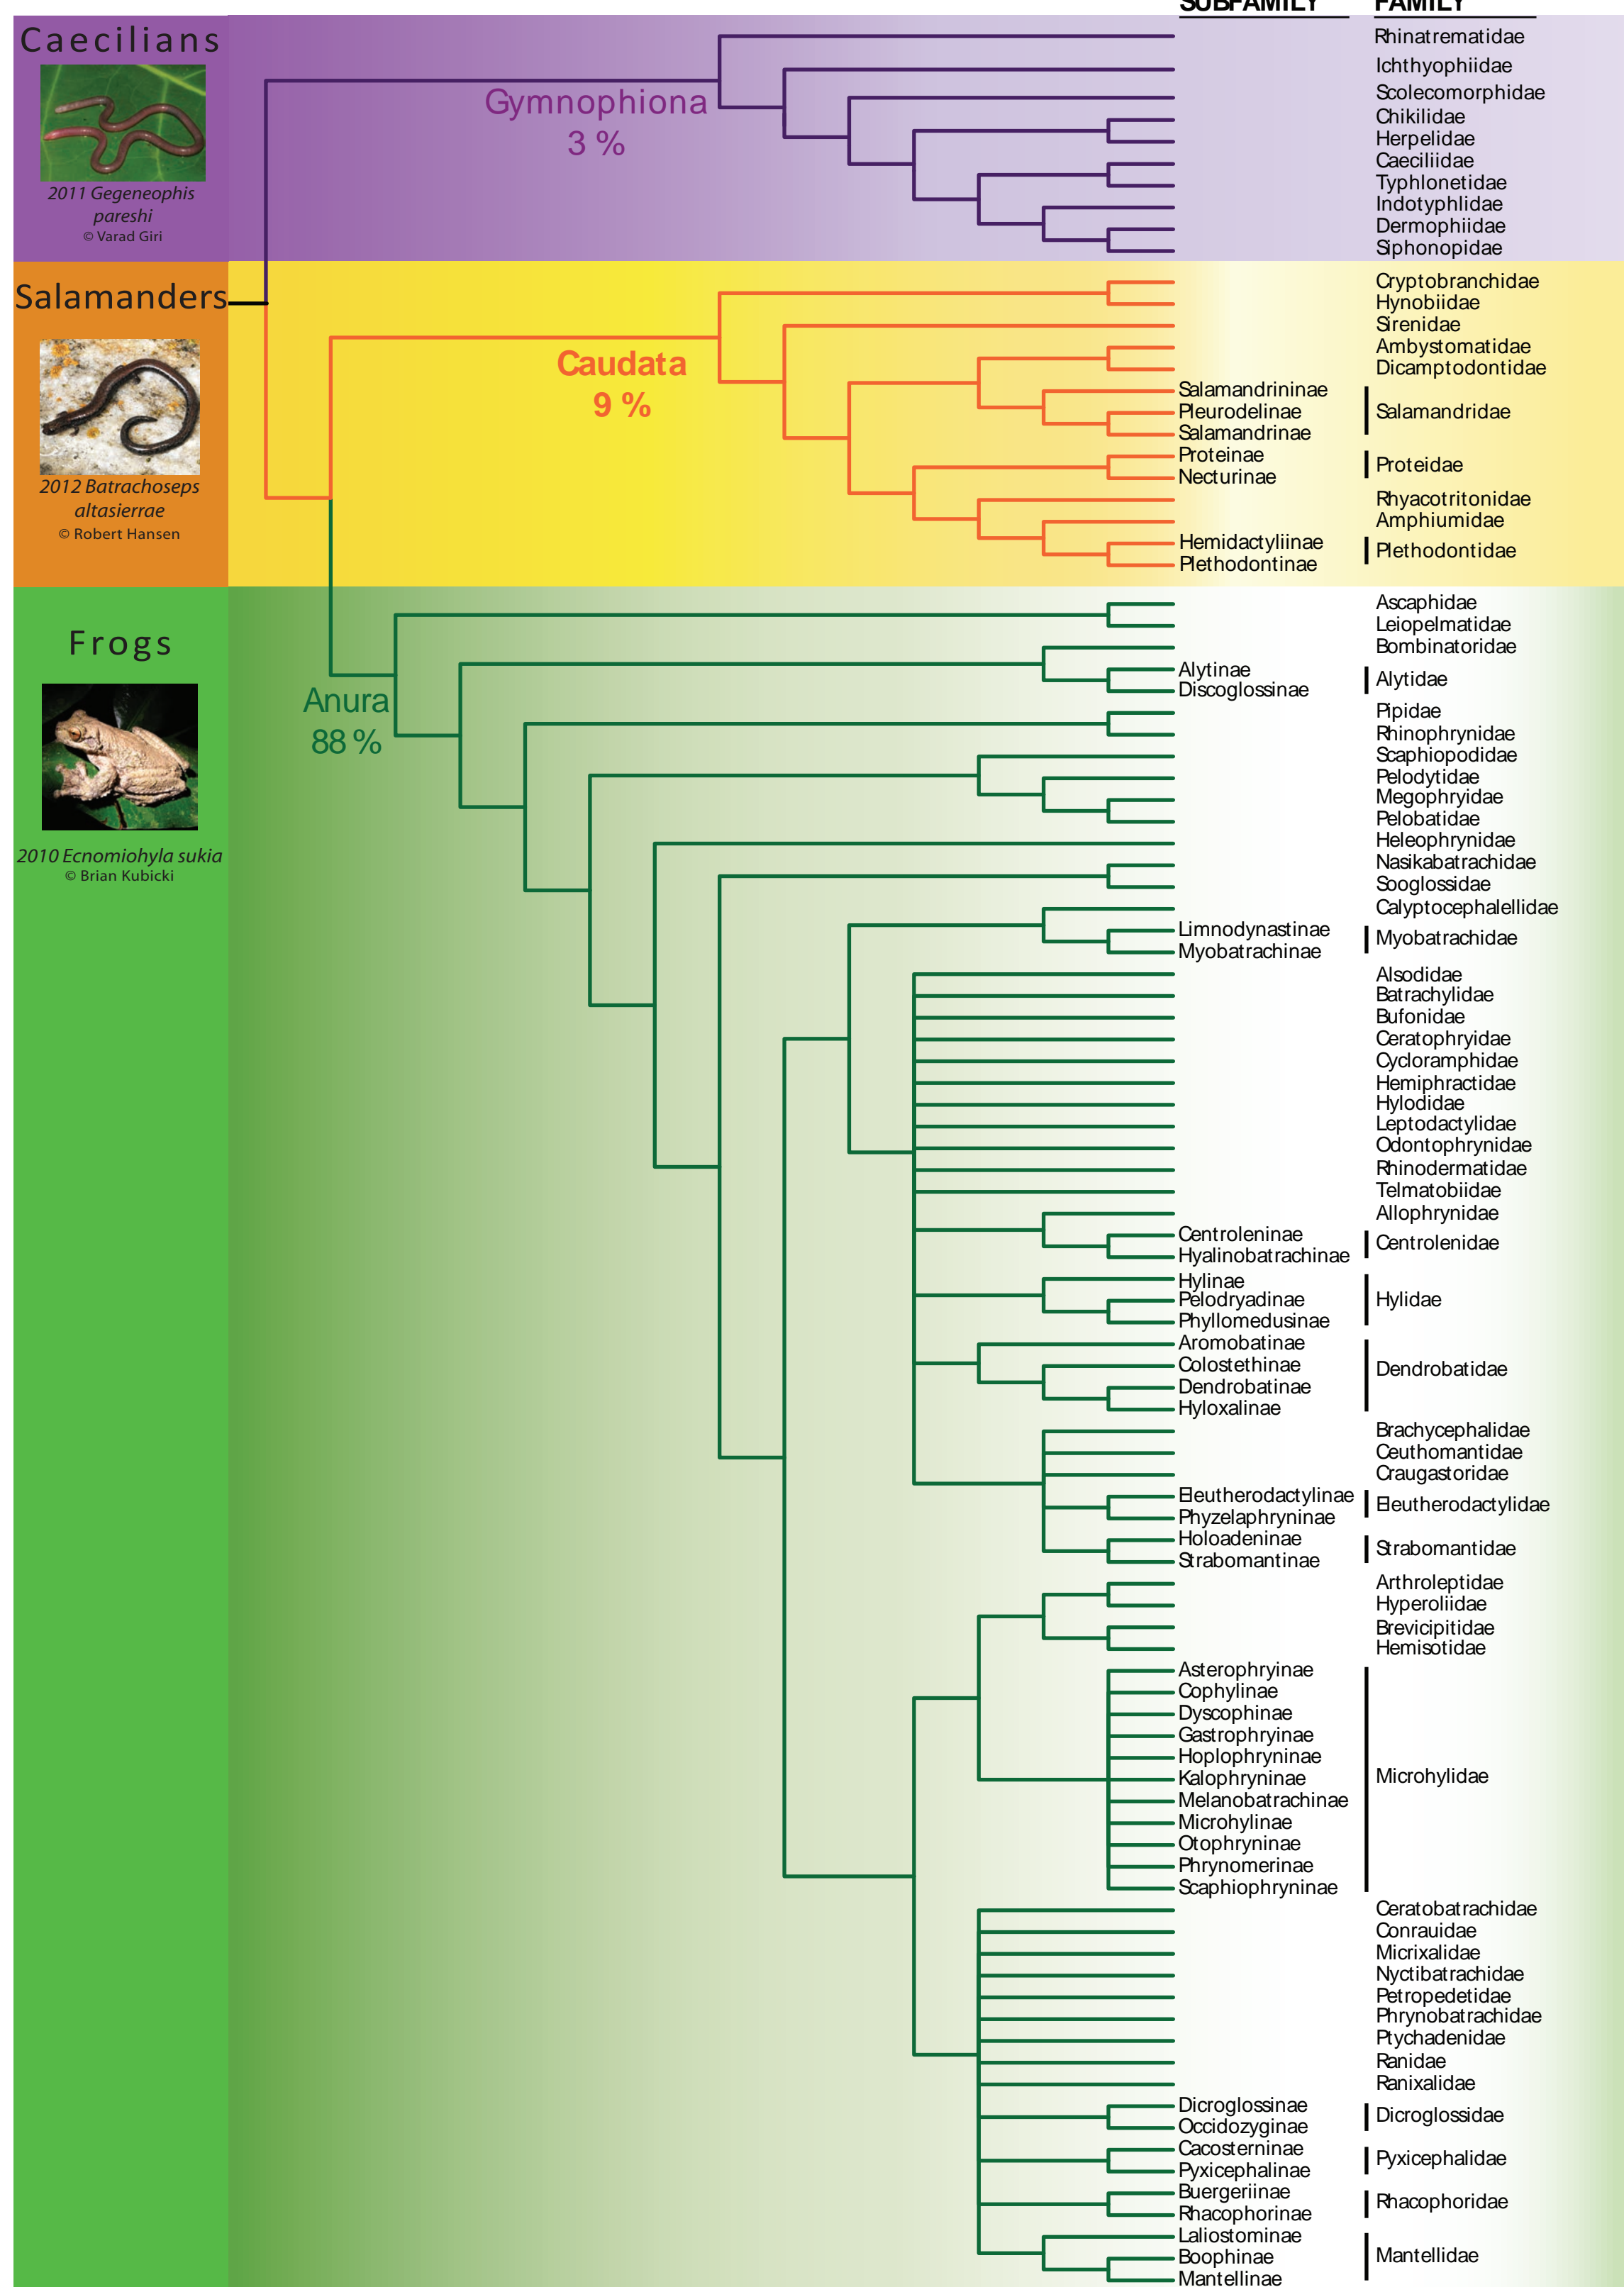 SUBFAMILY FAMILY
Caecilians
2011 Gegeneophis
pareshi
© Varad Giri
Gymnophiona
3 %
Rhinatrematidae
Ichthyophiidae
Scolecomorphidae
Chikilidae
Herpelidae
Caeciliidae
Typhlonetidae
Indotyphlidae
Dermophiidae
Siphonopidae
Salamanders
2012 Batrachoseps
altasierrae
© Robert Hansen
Caudata
9 %
Cryptobranchidae
Hynobiidae
Sirenidae
Ambystomatidae
Dicamptodontidae
Salamandrininae
Pleurodelinae
Salamandrinae
Salamandridae
Proteinae
Necturinae
Proteidae
Rhyacotritonidae
Amphiumidae
Hemidactyliinae
Plethodontinae
Plethodontidae
Frogs
2010 Ecnomiohyla sukia
© Brian Kubicki
Anura
88 %
Ascaphidae
Leiopelmatidae
Bombinatoridae
Alytinae
Discoglossinae
Alytidae
Pipidae
Rhinophrynidae
Scaphiopodidae
Pelodytidae
Megophryidae
Pelobatidae
Heleophrynidae
Nasikabatrachidae
Sooglossidae
Calyptocephalellidae
Limnodynastinae
Myobatrachinae
Myobatrachidae
Alsodidae
Batrachylidae
Bufonidae
Ceratophryidae
Cycloramphidae
Hemiphractidae
Hylodidae
Leptodactylidae
Odontophrynidae
Rhinodermatidae
Telmatobiidae
Allophrynidae
Centroleninae
Hyalinobatrachinae
Centrolenidae
Hylinae
Pelodryadinae
Phyllomedusinae
Hylidae
Aromobatinae
Colostethinae
Dendrobatinae
Hyloxalinae
Dendrobatidae
Brachycephalidae
Ceuthomantidae
Craugastoridae
Eleutherodactylinae
Phyzelaphryninae
Eleutherodactylidae
Holoadeninae
Strabomantinae
Strabomantidae
Arthroleptidae
Hyperoliidae
Brevicipitidae
Hemisotidae
Asterophryinae
Cophylinae
Dyscophinae
Gastrophryinae
Hoplophryninae
Kalophryninae
Melanobatrachinae
Microhylinae
Otophryninae
Phrynomerinae
Scaphiophryninae
Microhylidae
Ceratobatrachidae
Conrauidae
Micrixalidae
Nyctibatrachidae
Petropedetidae
Phrynobatrachidae
Ptychadenidae
Ranidae
Ranixalidae
Dicroglossinae
Occidozyginae
Dicroglossidae
Cacosterninae
Pyxicephalinae
Pyxicephalidae
Buergeriinae
Rhacophorinae
Rhacophoridae
Laliostominae
Boophinae
Mantellinae
Mantellidae